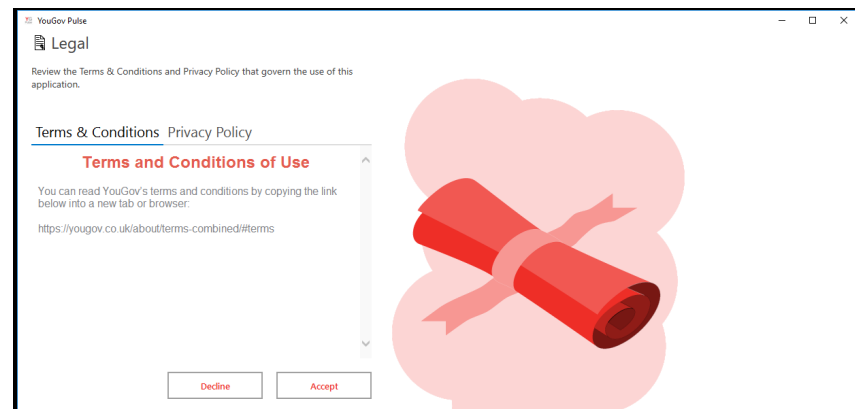 YouGov Pulse
Legal
Review the Terms & Conditions and Privacy Policy that govern the use of this
application.
Terms & Conditions Privacy Policy
Terms and Conditions of Use
You can read YouGov's terms and conditions by copying the link
below into a new tab or browser:
https://yougov.co.uk/about/terms-combined/#terms
Decline Accept